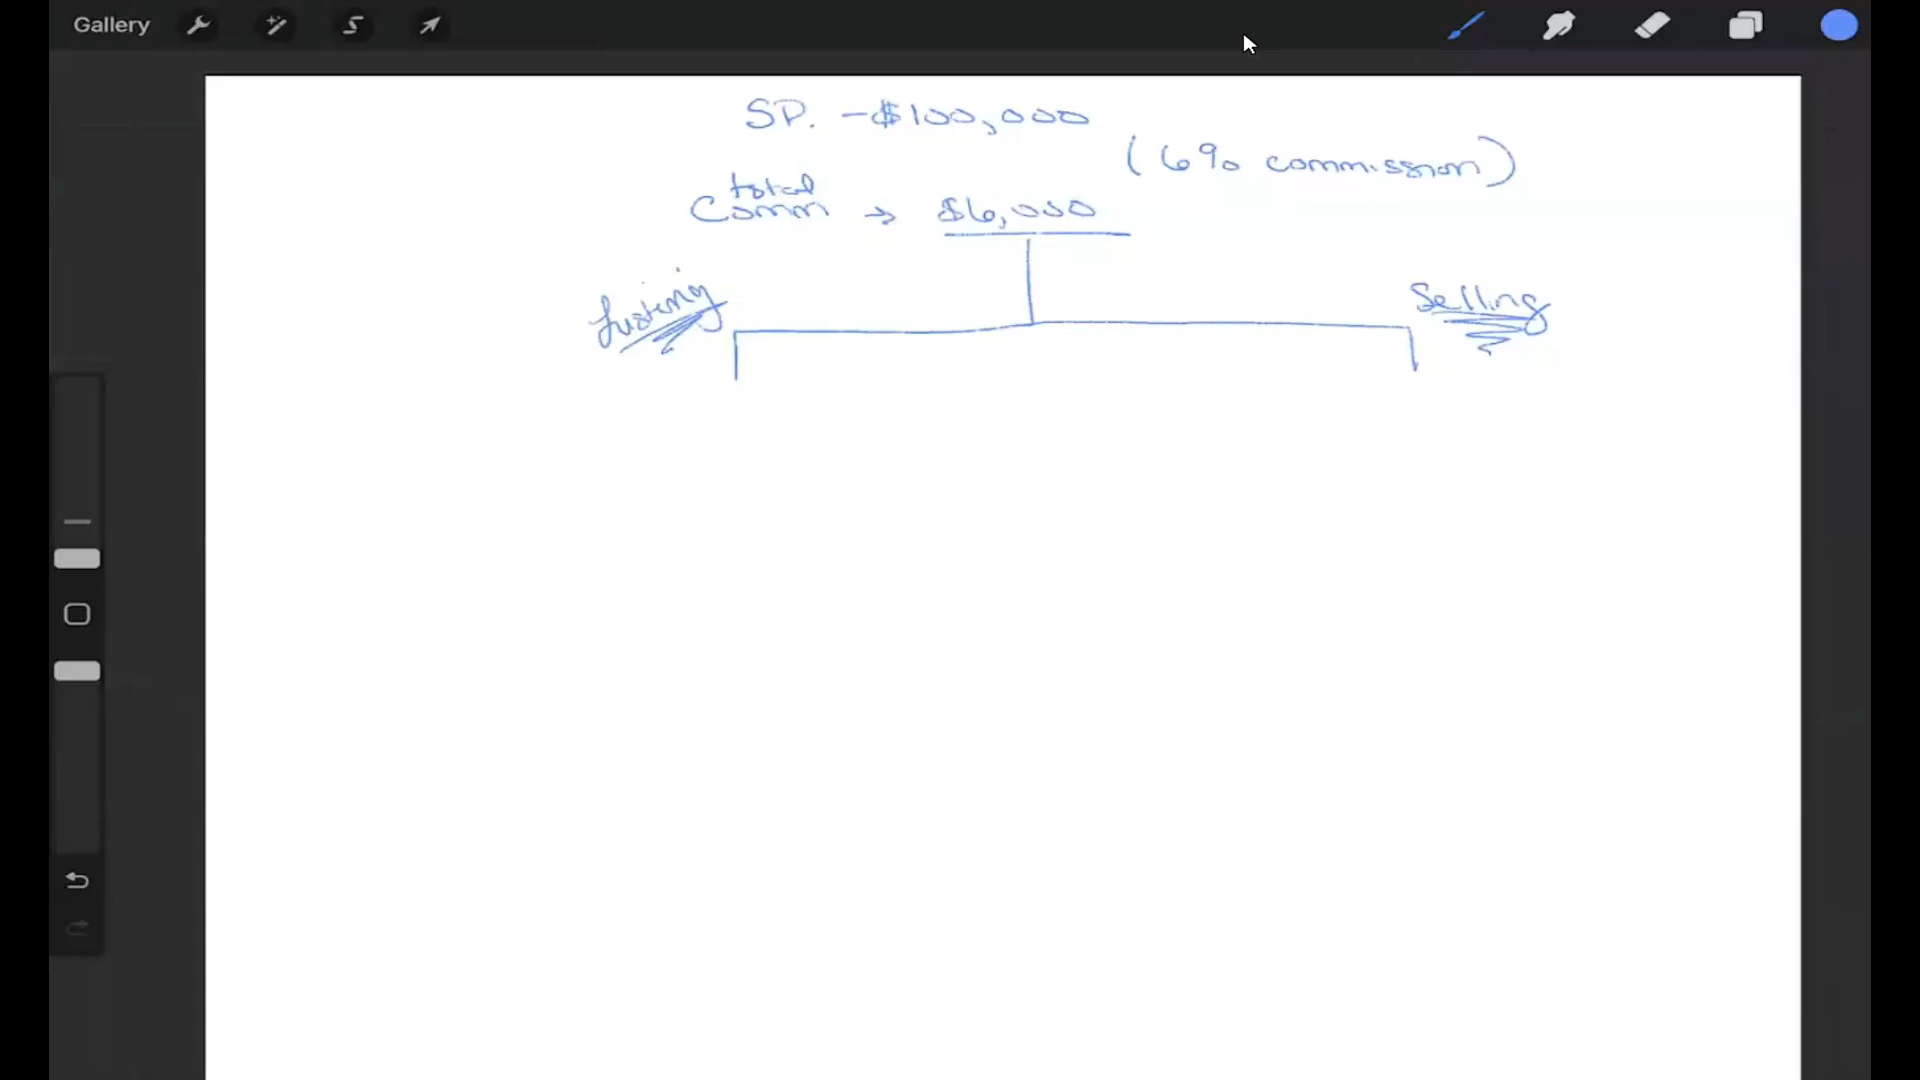 Gallery
SP. - $100,000
(6% commission)
total
Comm → $6,000
Listing
Selling